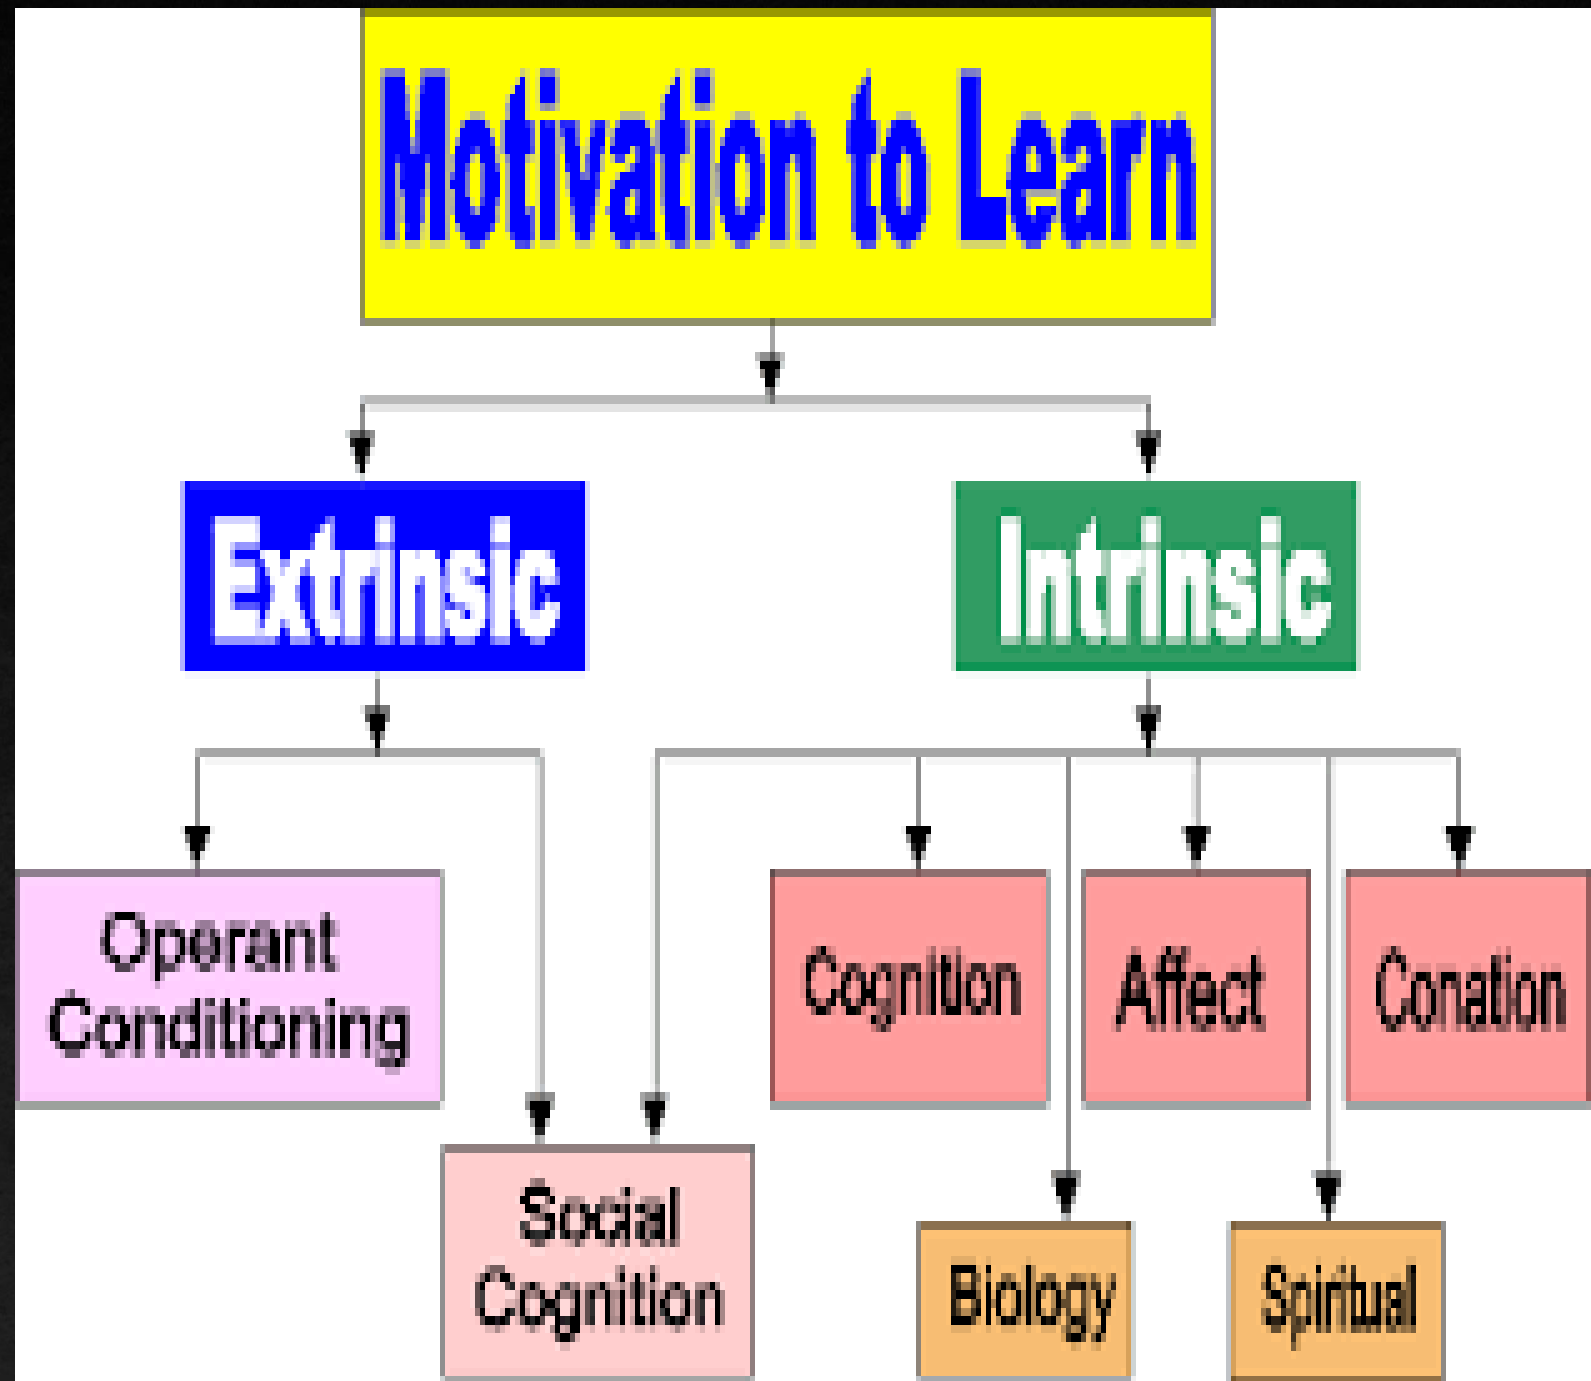 Motivation to Learn
Extrinsic
Intrinsic
Operant
Conditioning
Cognition
Affect
Conation
Social
Cognition
Biology
Spiritual